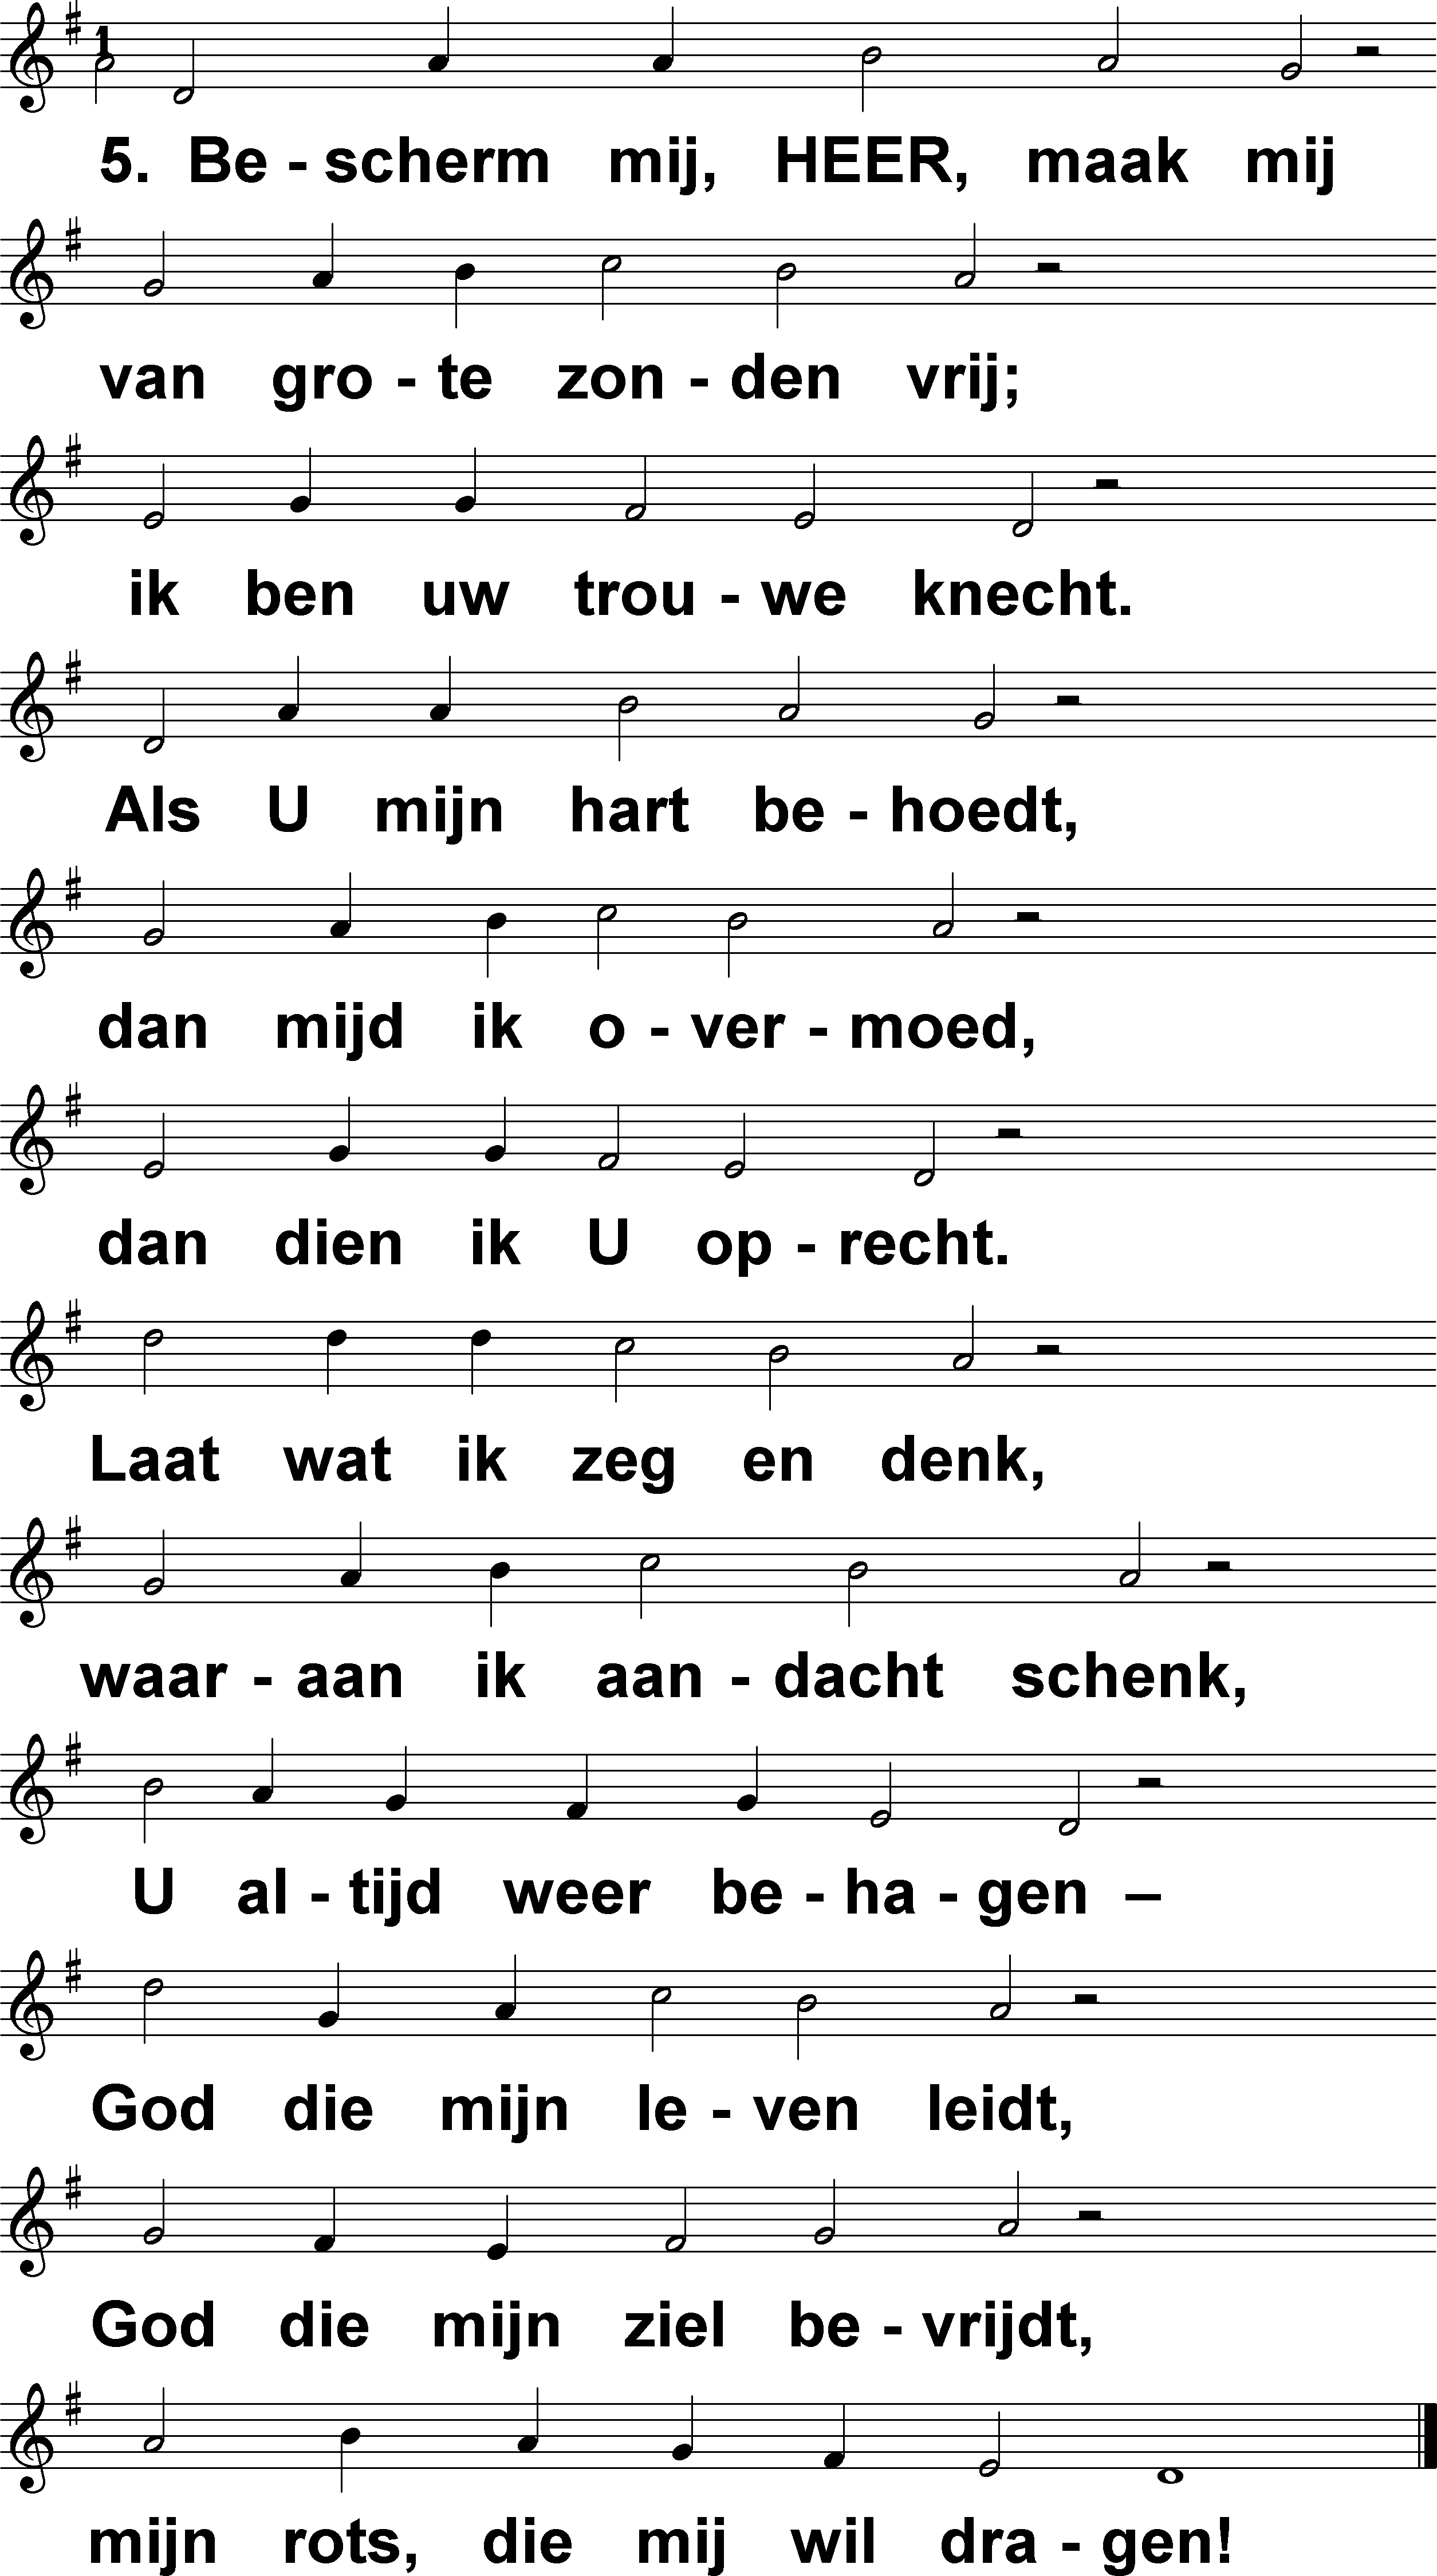 1
5. Be - scherm mij, HEER, maak mij
van gro - te zon - den vrij;
ik ben uw trou - we knecht.
Als U mijn hart be - hoedt,
dan mijd ik o - ver - moed,
dan dien ik U op - recht.
Laat wat ik zeg en denk,
waar - aan ik aan - dacht schenk,
U al - tijd weer be - ha - gen –
God die mijn le - ven leidt,
God die mijn ziel be - vrijdt,
mijn rots, die mij wil dra - gen!